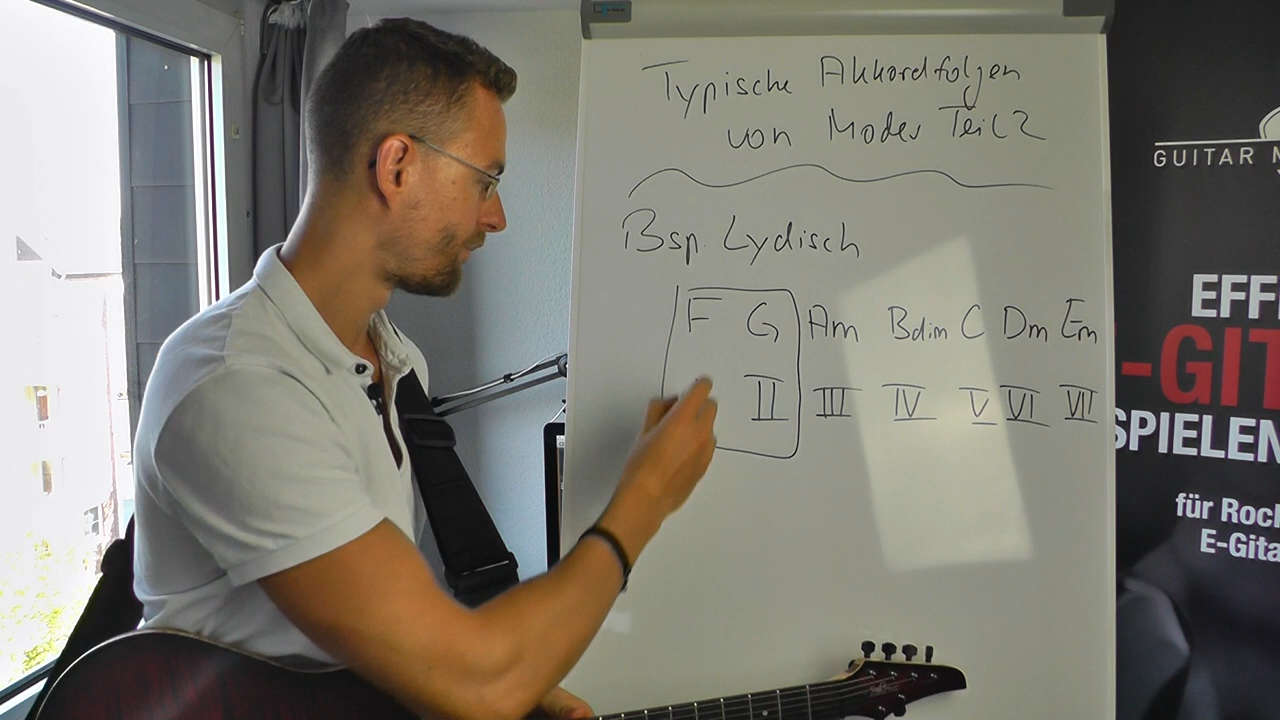 Typische Akkordfolgen
von Modes Teil 2
Bsp. Lydisch
F G Am Bdim C Dm Em
II III IV V VI VII
GUITAR
EFF
-GIT
SPIELEN
für Rock
E-Gita